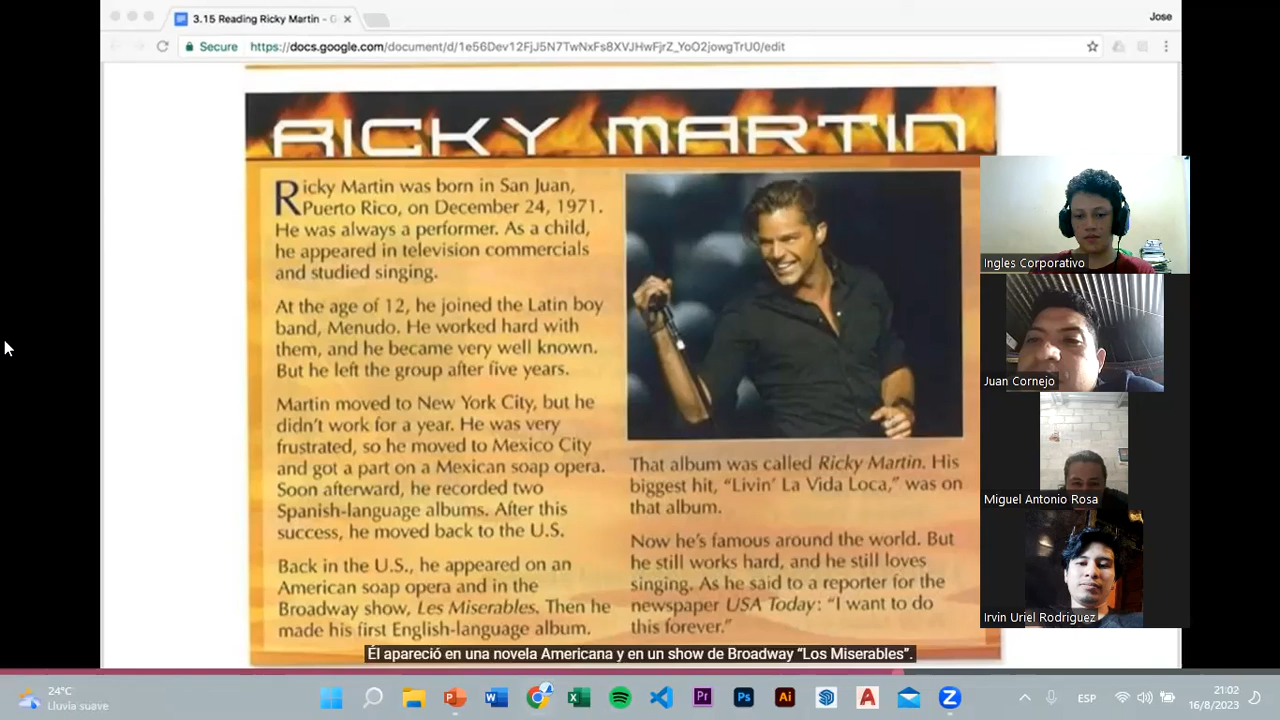 3.15 Reading Ricky Martin - G
Jose
Secure
https://docs.google.com/document/d/1e56Dev12FjJ5N7TwNxFs8XVJHwFjrZ_YoO2jowgTrU0/edit
RICKY MARTIN
Ricky Martin was born in San Juan,
Puerto Rico, on December 24, 1971.
He was always a performer. As a child,
he appeared in television commercials
and studied singing.
At the age of 12, he joined the Latin boy
band, Menudo. He worked hard with
them, and he became very well known.
But he left the group after five years.
Martin moved to New York City, but he
didn't work for a year. He was very
frustrated, so he moved to Mexico City
and got a part on a Mexican soap opera.
Soon afterward, he recorded two
Spanish-language albums. After this
success, he moved back to the U.S.
Back in the U.S., he appeared on an
American soap opera and in the
Broadway show, Les Miserables. Then he
made his first English-language album.
That album was called Ricky Martin. His
biggest hit, "Livin' La Vida Loca," was on
that album.
Now he's famous around the world. But
he still works hard, and he still loves
singing. As he said to a reporter for the
newspaper USA Today: "I want to do
this forever."
Él apareció en una novela Americana y en un show de Broadway “Los Miserables”.
Ingles Corporativo
Juan Cornejo
Miguel Antonio Rosa
Irvin Uriel Rodriguez
24°C
Lluvia suave
ESP
21:02
16/8/2023